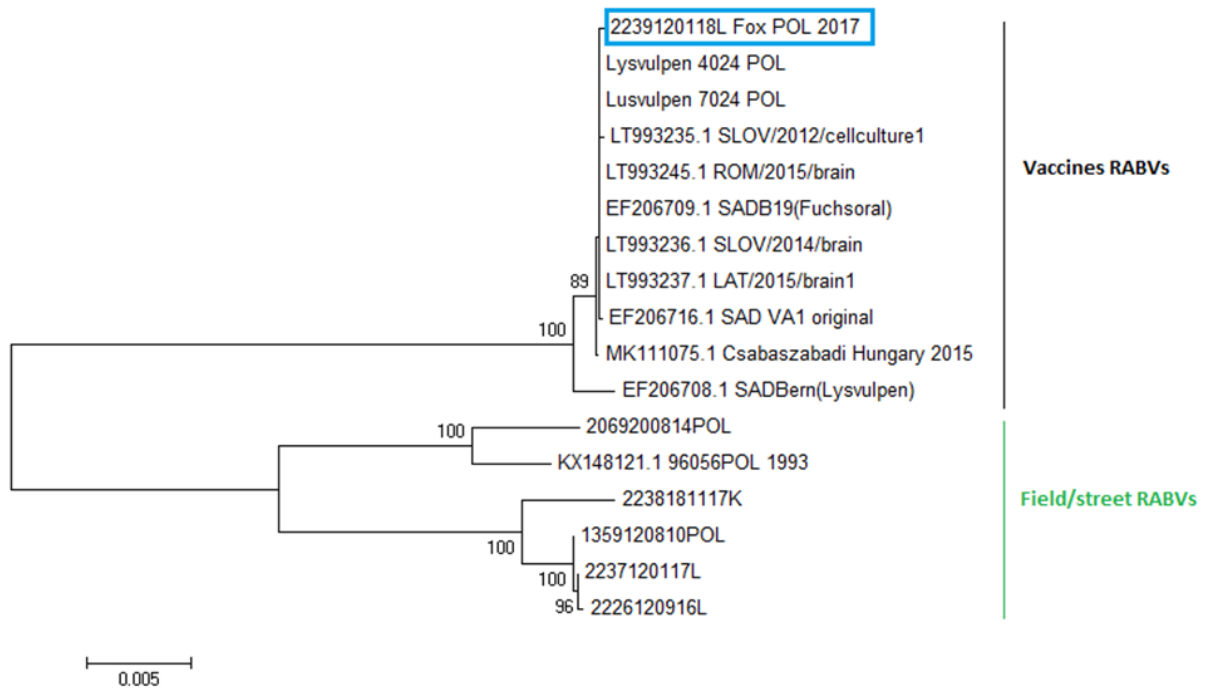 2239120118L Fox POL 2017
Lysvulpen 4024 POL
Lusvulpen 7024 POL
LT993235.1 SLOV/2012/cellculture1
LT993245.1 ROM/2015/brain
Vaccines RABVs
EF206709.1 SADB19(Fuchsoral)
LT993236.1 SLOV/2014/brain
LT993237.1 LAT/2015/brain1
89
EF206716.1 SAD VA1 original
100
MK111075.1 Csabaszabadi Hungary 2015
EF206708.1 SADBern(Lysvulpen)
2069200814POL
100
KX148121.1 96056POL 1993
2238181117K
Field/street RABVs
1359120810POL
100
2237120117L
100
2226120916L
96
0.005